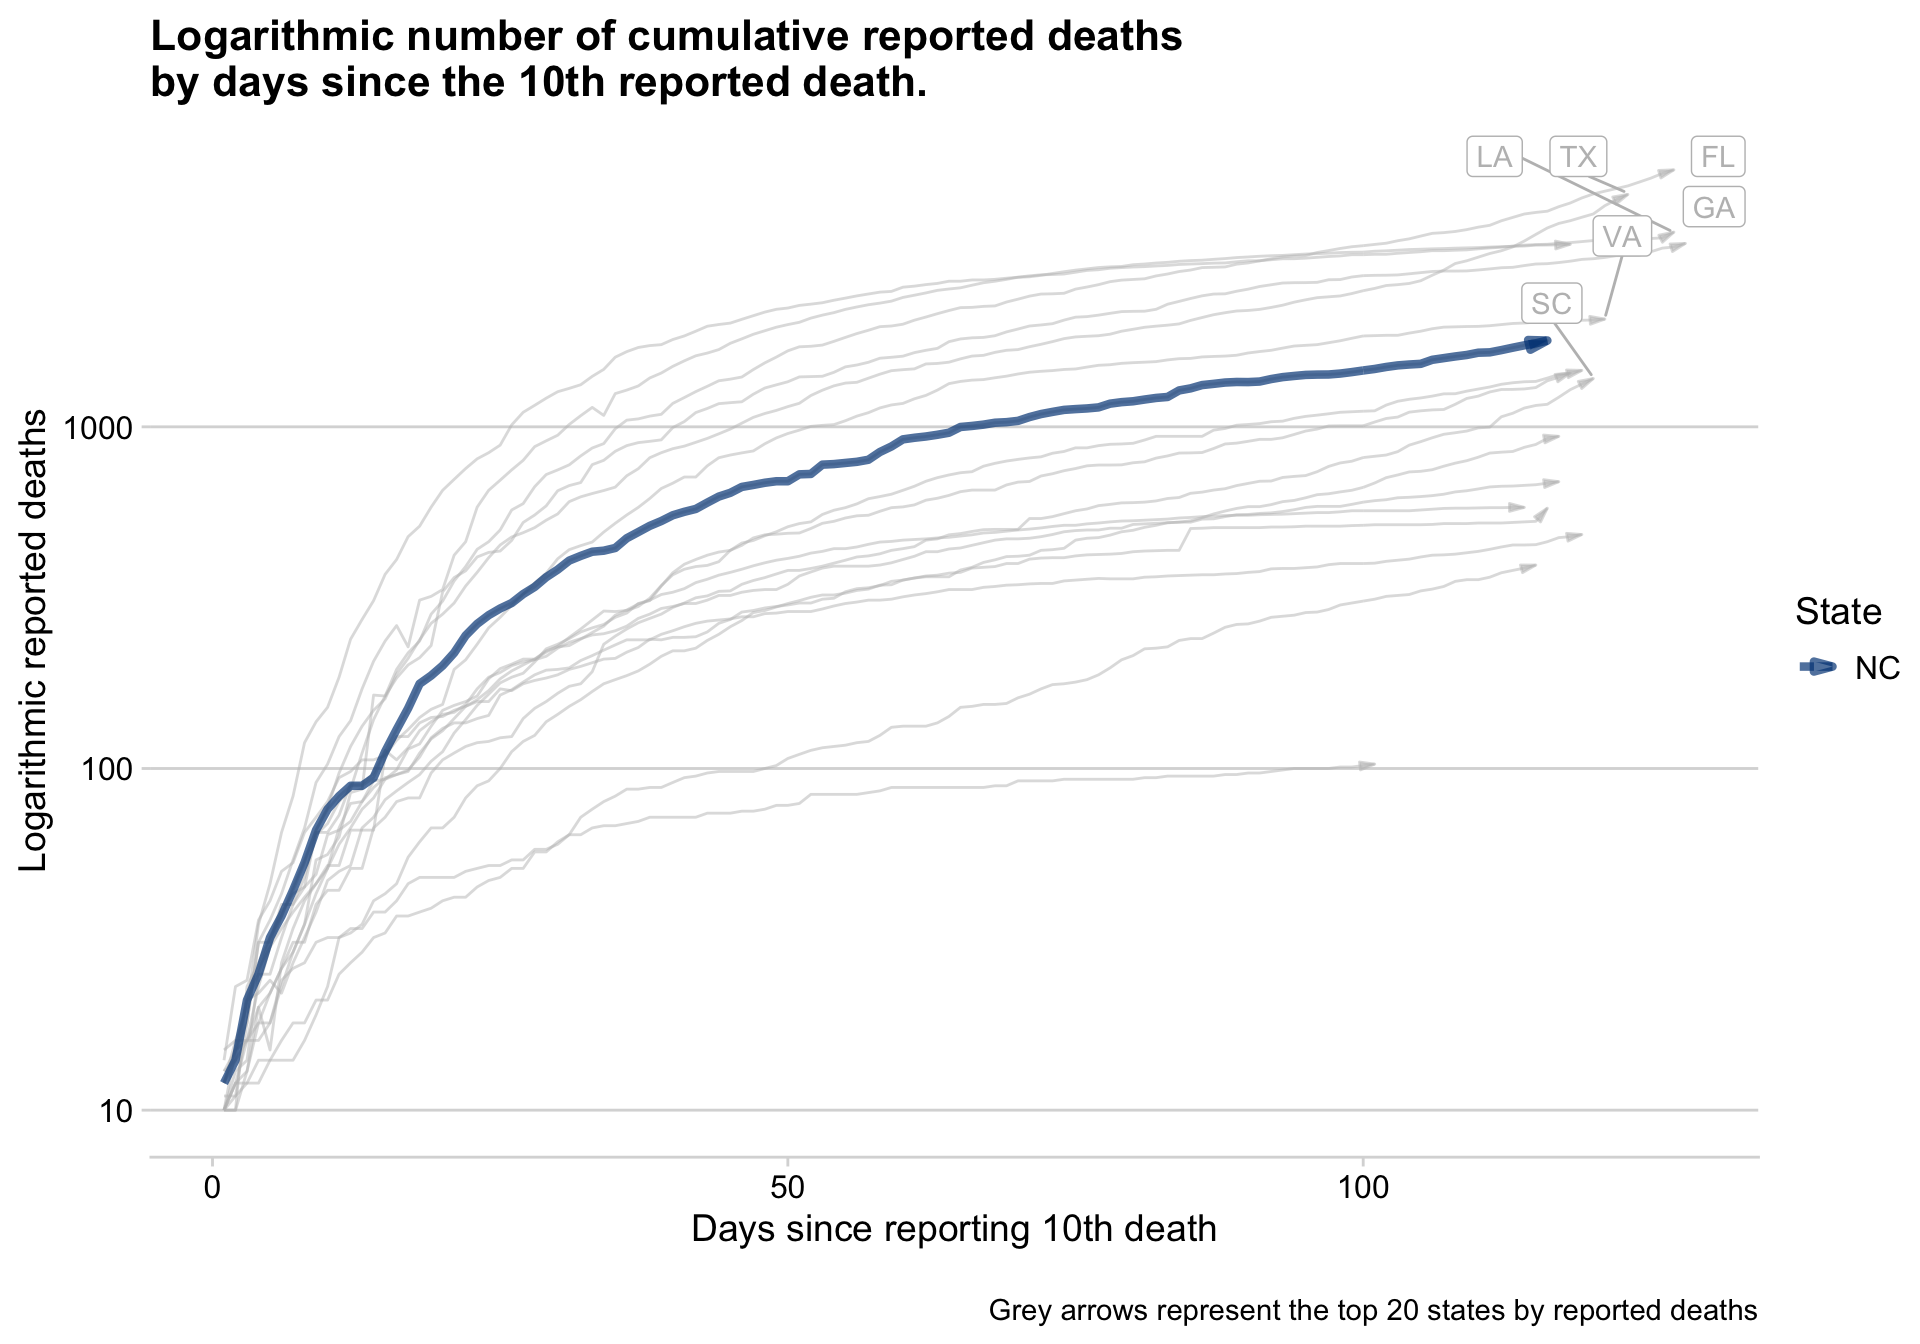 Logarithmic number of cumulative reported deaths
by days since the 10th reported death.
LA
TX
FL
GA
VA
SC
Logarithmic reported deaths
1000
100
10
0
50
100
Days since reporting 10th death
State
NC
Grey arrows represent the top 20 states by reported deaths